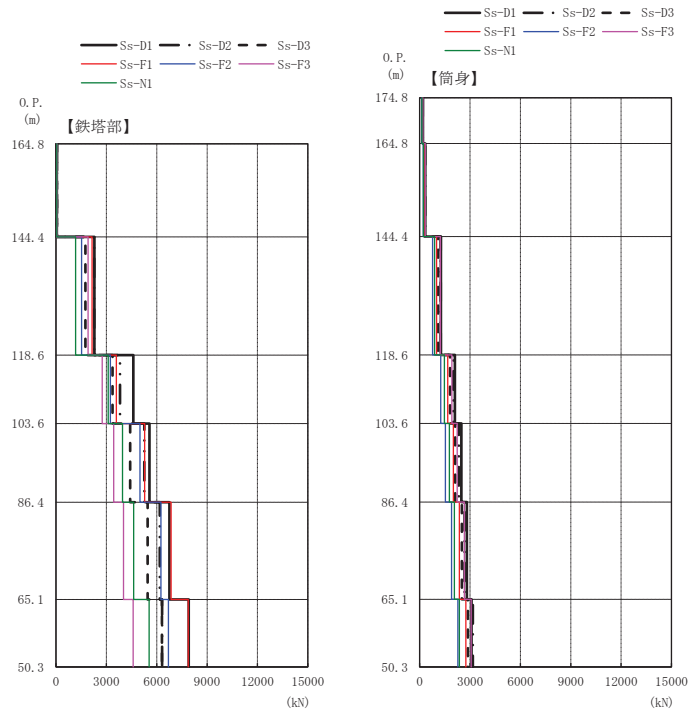 Ss-D1 Ss-D2 Ss-D3
Ss-F1 Ss-F2 Ss-F3
Ss-N1
O.P.
(m)
【鉄塔部】
164.8
144.4
118.6
103.6
86.4
65.1
50.3
0 3000 6000 9000 12000 15000
(kN)
Ss-D1 Ss-D2 Ss-D3
Ss-F1 Ss-F2 Ss-F3
Ss-N1
O.P.
(m)
【筒身】
174.8
164.8
144.4
118.6
103.6
86.4
65.1
50.3
0 3000 6000 9000 12000 15000
(kN)